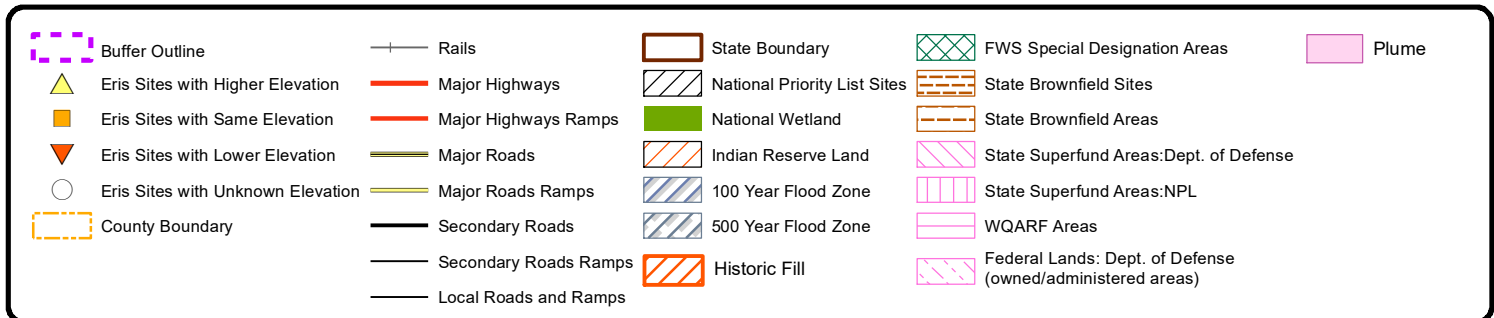 Buffer Outline
Eris Sites with Higher Elevation
Eris Sites with Same Elevation
Eris Sites with Lower Elevation
Eris Sites with Unknown Elevation
County Boundary
Rails
Major Highways
Major Highways Ramps
Major Roads
Major Roads Ramps
Secondary Roads
Secondary Roads Ramps
Local Roads and Ramps
State Boundary
National Priority List Sites
National Wetland
Indian Reserve Land
100 Year Flood Zone
500 Year Flood Zone
Historic Fill
FWS Special Designation Areas
State Brownfield Sites
State Brownfield Areas
State Superfund Areas:Dept. of Defense
State Superfund Areas:NPL
WQARF Areas
Federal Lands: Dept. of Defense
(owned/administered areas)
Plume